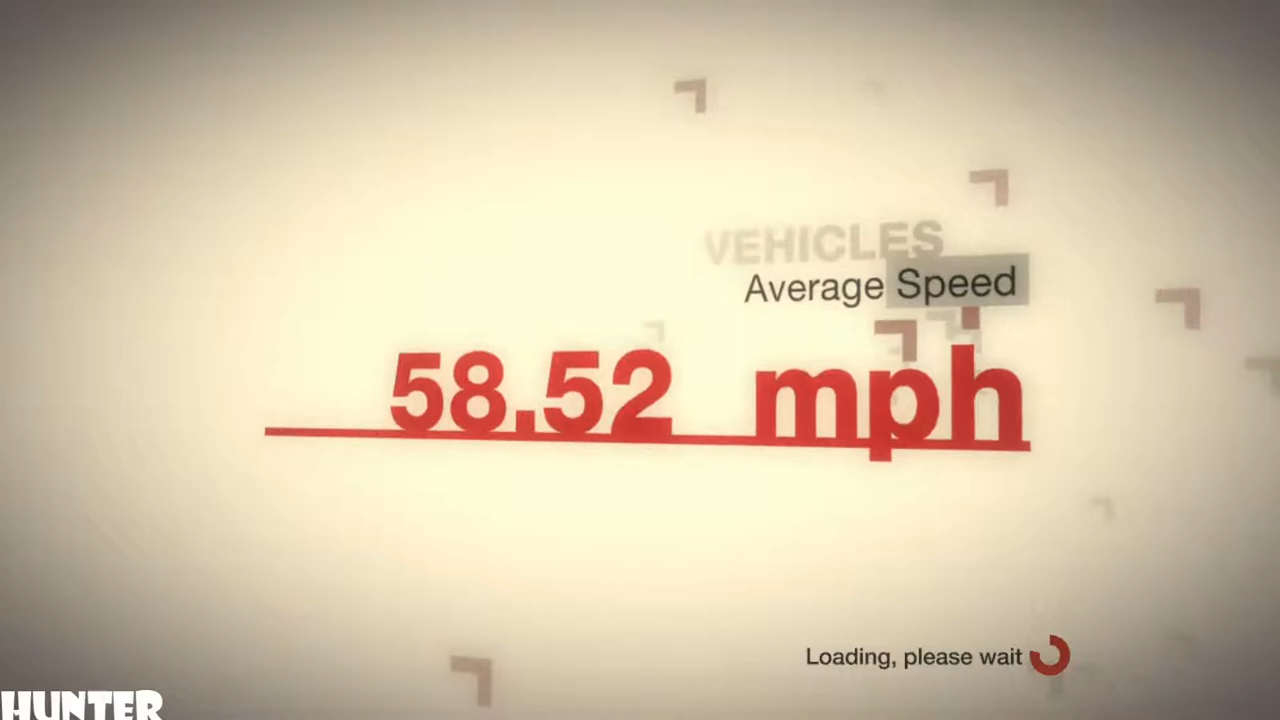 VEHICLES
Average Speed
58.52 mph
Loading, please wait
HUNTER